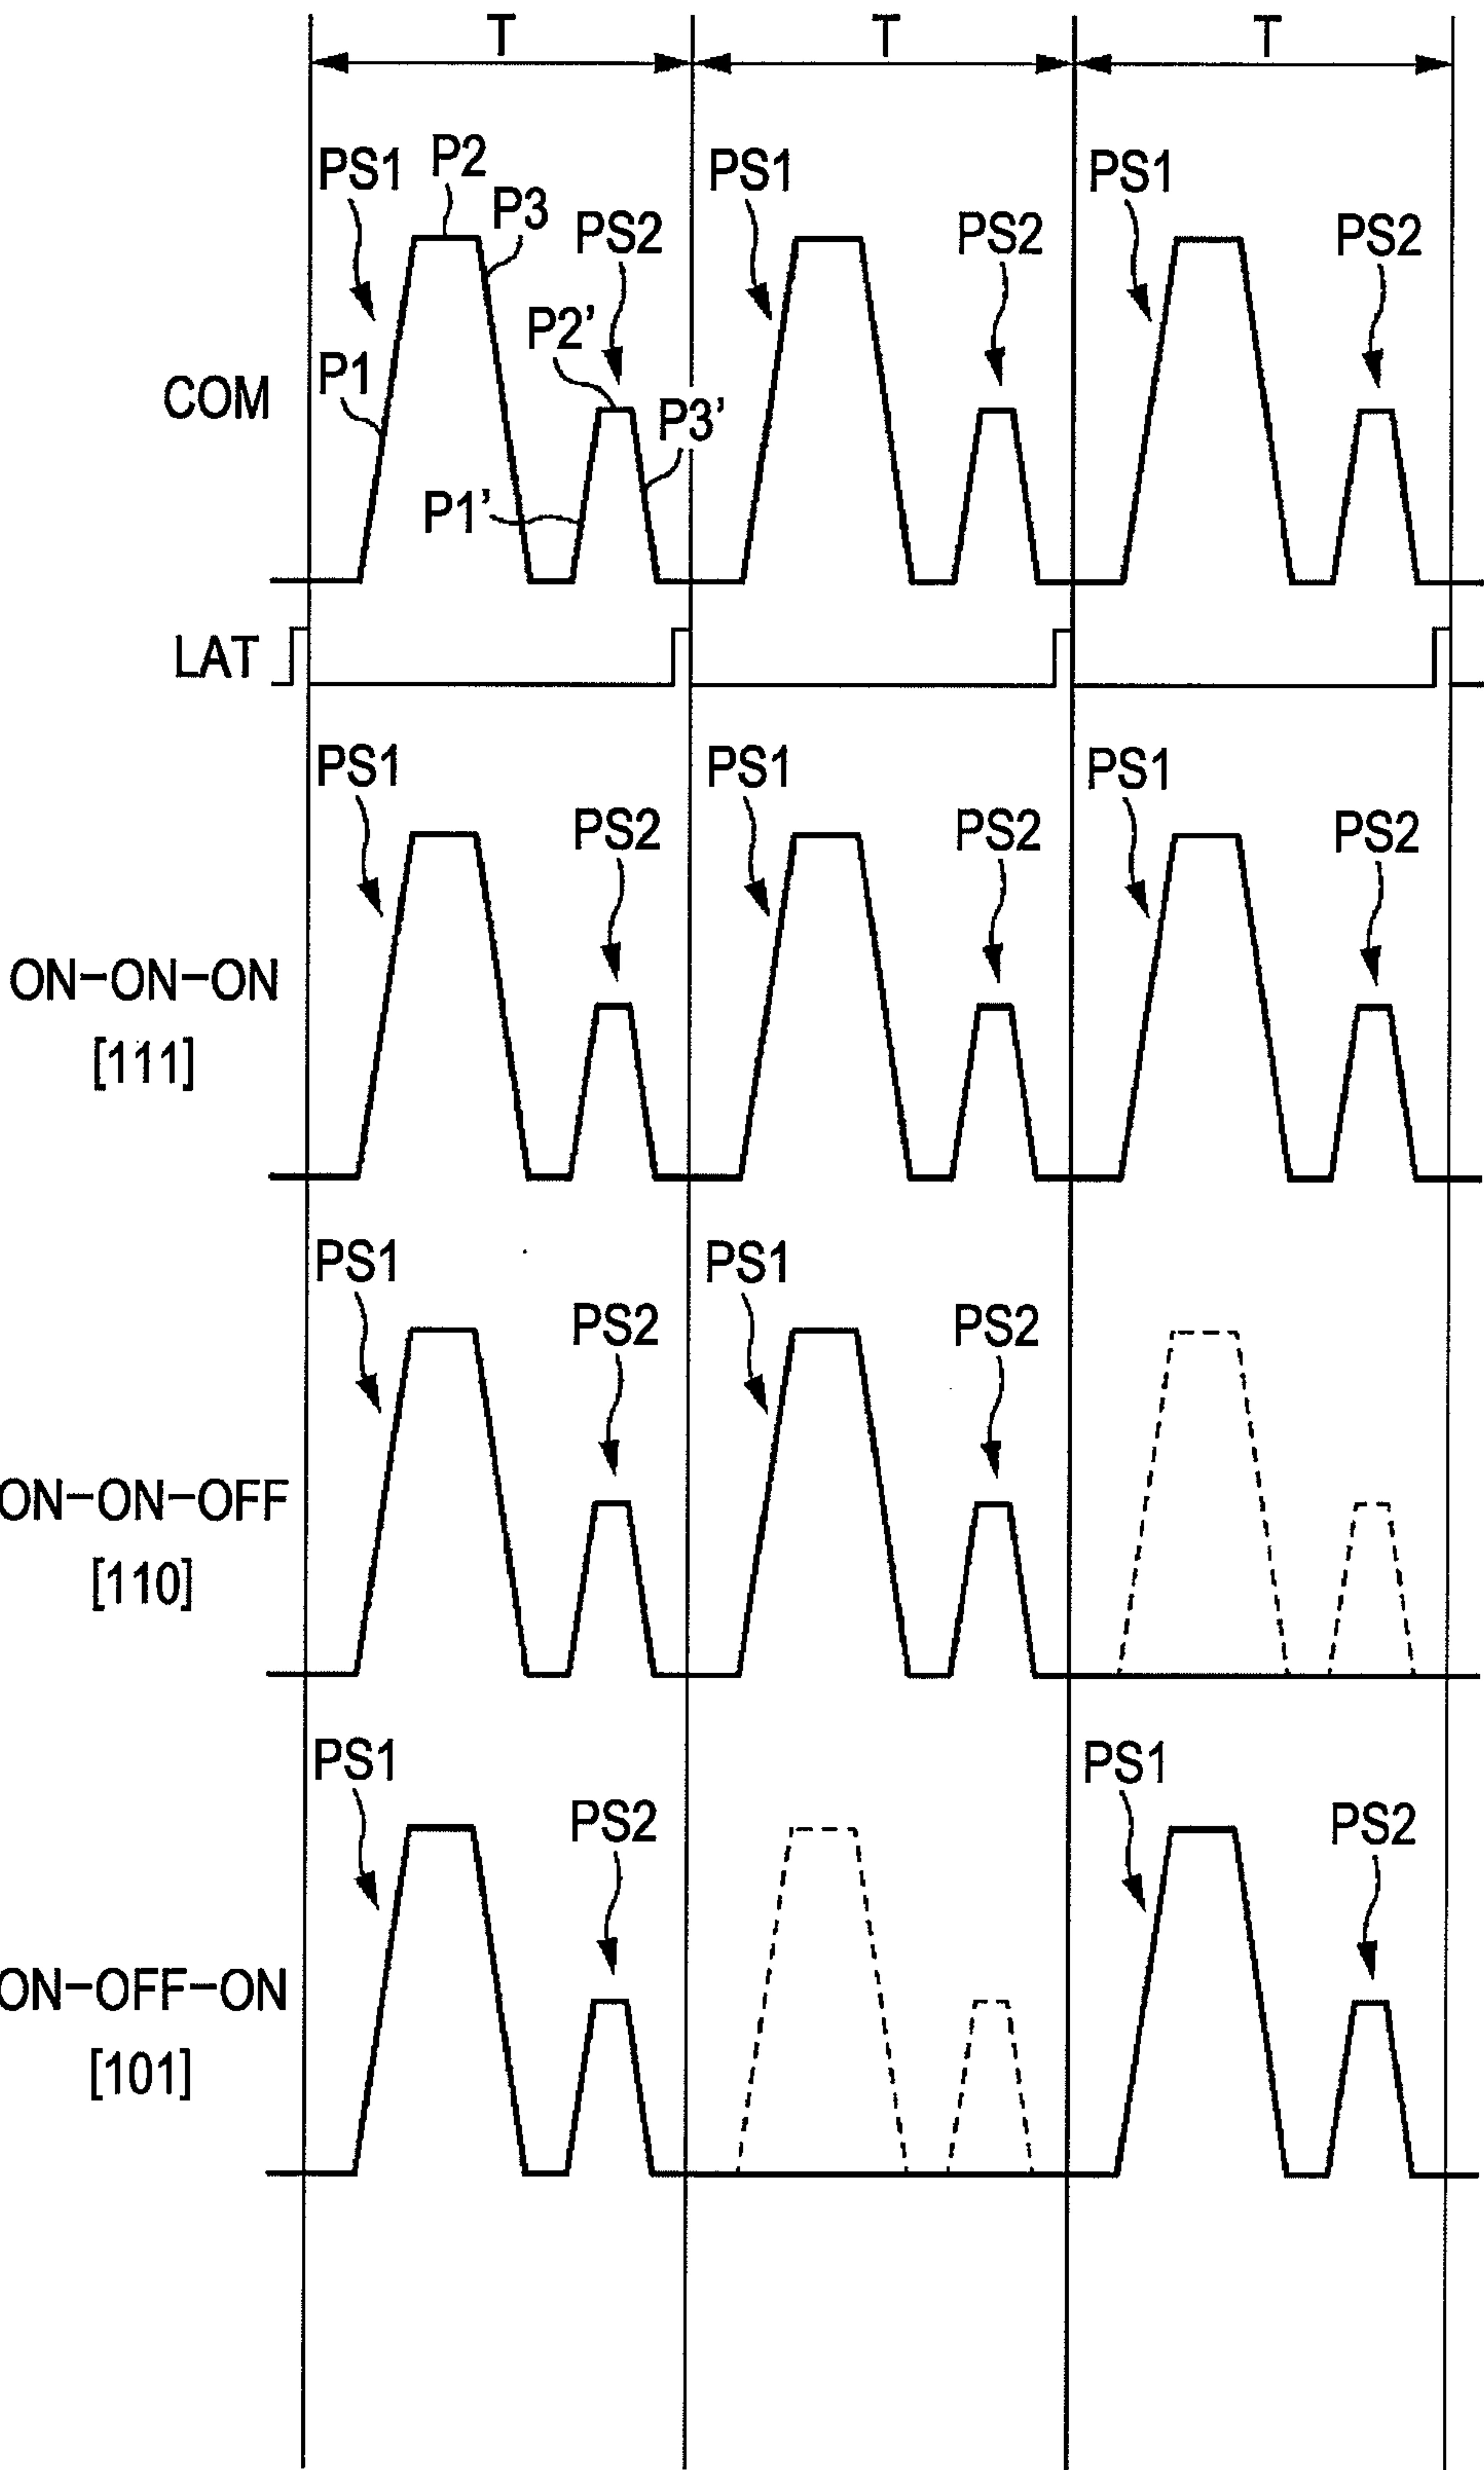 T T T
PS1 P2 P3 PS2 PS1 PS2 PS1 PS2
P2’
P1 P3’
COM
P1’
LAT
PS1 PS2 PS1 PS2 PS1 PS2
ON-ON-ON
[111]
PS1 PS2 PS1 PS2
ON-ON-OFF
[110]
PS1 PS2 PS1 PS2
ON-OFF-ON
[101]